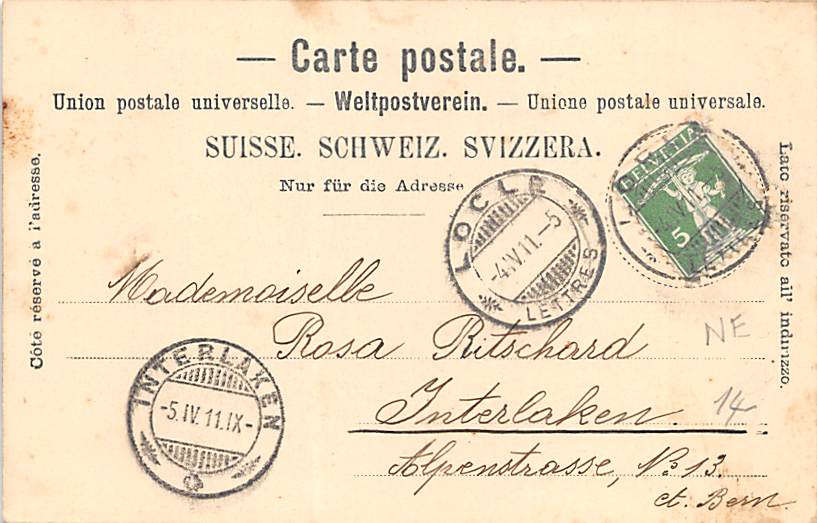 — Carte postale. —
Union postale universelle. — Weltpostverein. — Unione postale universale.
SUISSE. SCHWEIZ. SVIZZERA.
Nur für die Adresse
Côté réservé à l'adresse.
Lato riservato all' indirizzo.
HELVETIA
5
LOCLE
-4.IV.11.-5
LETTRES
Mademoiselle
Rosa Ritschard
NE
Interlaken.
14
Alpenstrasse, No 13.
ct. Bern.
INTERLAKEN
-5.IV.11.IX-